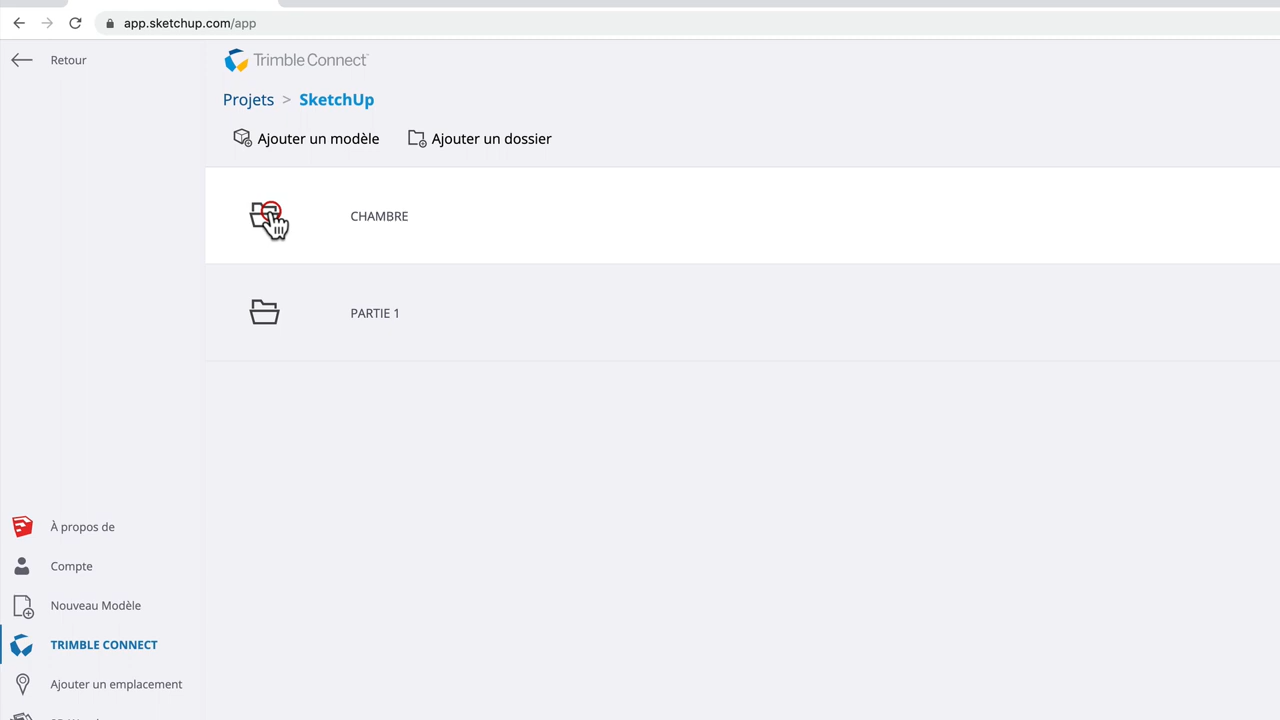 app.sketchup.com/app
Retour
Trimble Connect
Projets > SketchUp
Ajouter un modèle
Ajouter un dossier
CHAMBRE
PARTIE 1
À propos de
Compte
Nouveau Modèle
TRIMBLE CONNECT
Ajouter un emplacement